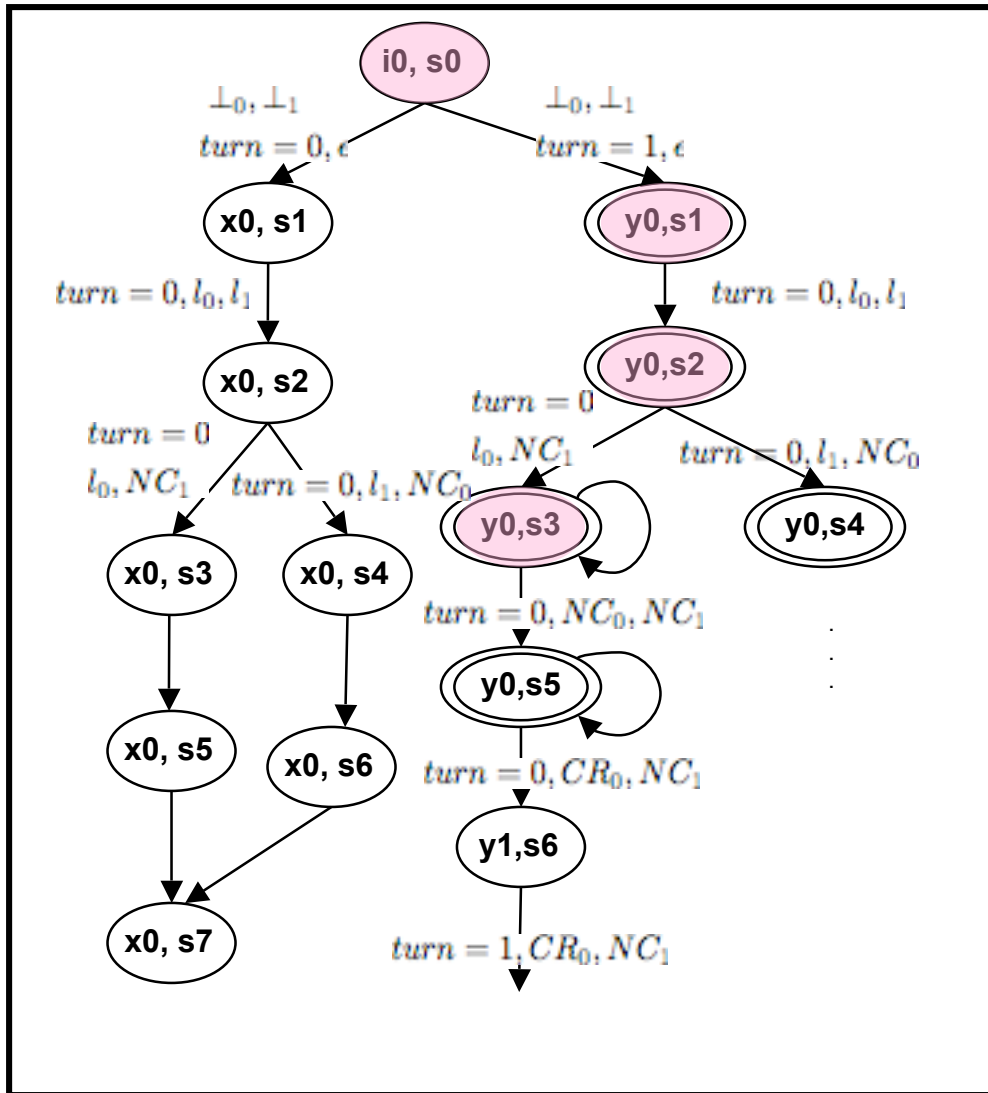 i0, s0
⊥₀, ⊥₁
⊥₀, ⊥₁
turn = 0, ϵ
turn = 1, ϵ
x0, s1
y0,s1
turn = 0, l₀, l₁
turn = 0, l₀, l₁
x0, s2
y0,s2
turn = 0
l₀, NC₁
turn = 0, l₁, NC₀
turn = 0
l₀, NC₁
turn = 0, l₁, NC₀
x0, s3
x0, s4
y0,s3
y0,s4
turn = 0, NC₀, NC₁
.
.
.
x0, s5
x0, s6
y0,s5
turn = 0, CR₀, NC₁
y1,s6
x0, s7
turn = 1, CR₀, NC₁